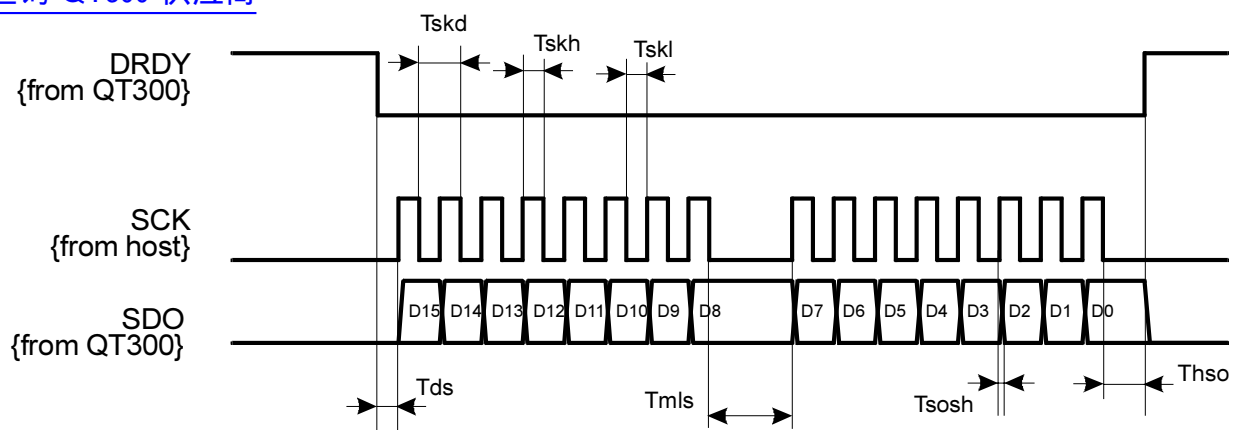 Tskd
Tskh
Tskl
DRDY
{from QT300}
SCK
{from host}
D15 D14 D13 D12 D11 D10 D9 D8 D7 D6 D5 D4 D3 D2 D1 D0
SDO
{from QT300}
Tds
Tmls
Tsosh
Thso